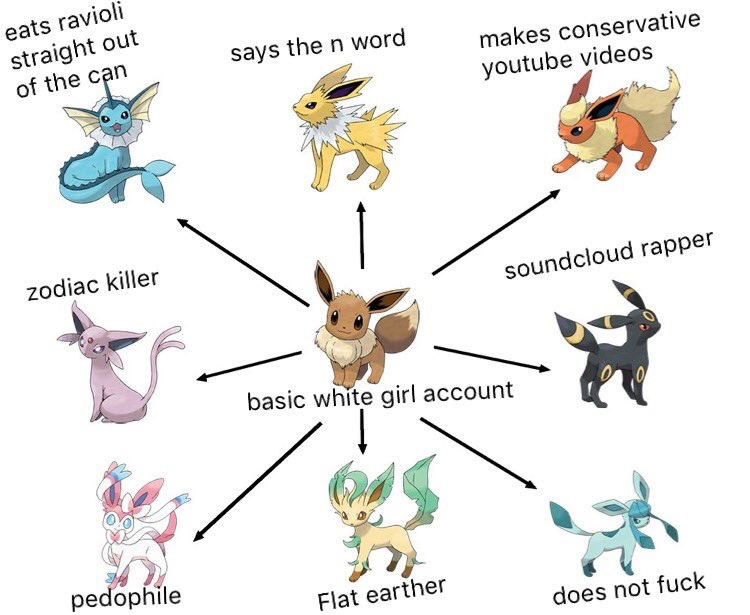 eats ravioli
straight out
of the can
says the n word
makes conservative
youtube videos
zodiac killer
soundcloud rapper
basic white girl account
pedophile
Flat earther
does not fuck